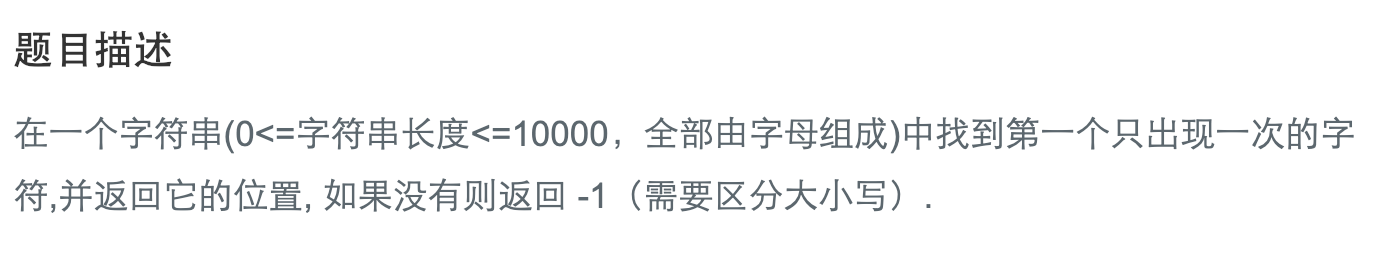 题目描述
在一个字符串(0<=字符串长度<=10000，全部由字母组成)中找到第一个只出现一次的字
符,并返回它的位置, 如果没有则返回 -1（需要区分大小写）.